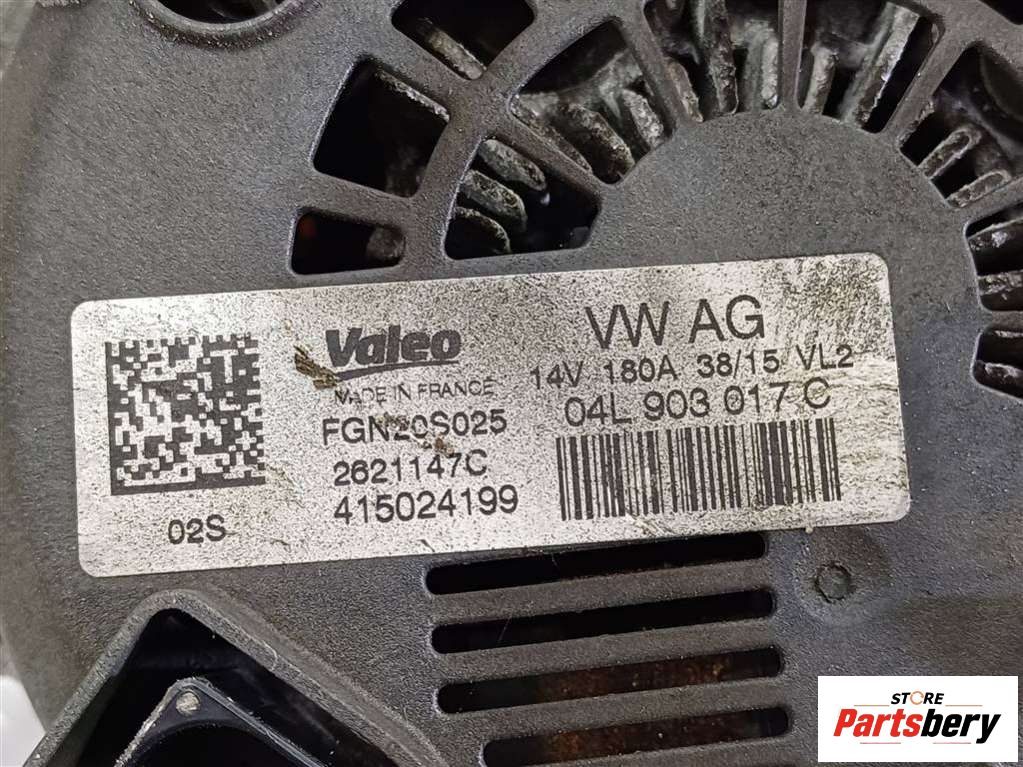 Valeo
MADE IN FRANCE
FGN20S025
2621147C
415024199
02S
VW AG
14V 180A 38/15 VL2
04L 903 017 C
STORE
Partsbery